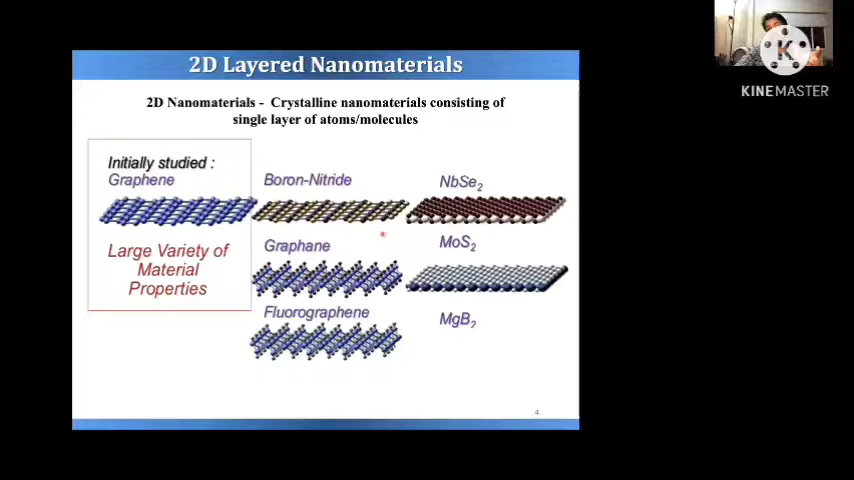 2D Layered Nanomaterials
2D Nanomaterials - Crystalline nanomaterials consisting of
single layer of atoms/molecules
Initially studied :
Graphene
Large Variety of
Material
Properties
Boron-Nitride
Graphane
Fluorographene
NbSe₂
MoS₂
MgB₂
4
K
KINEMASTER